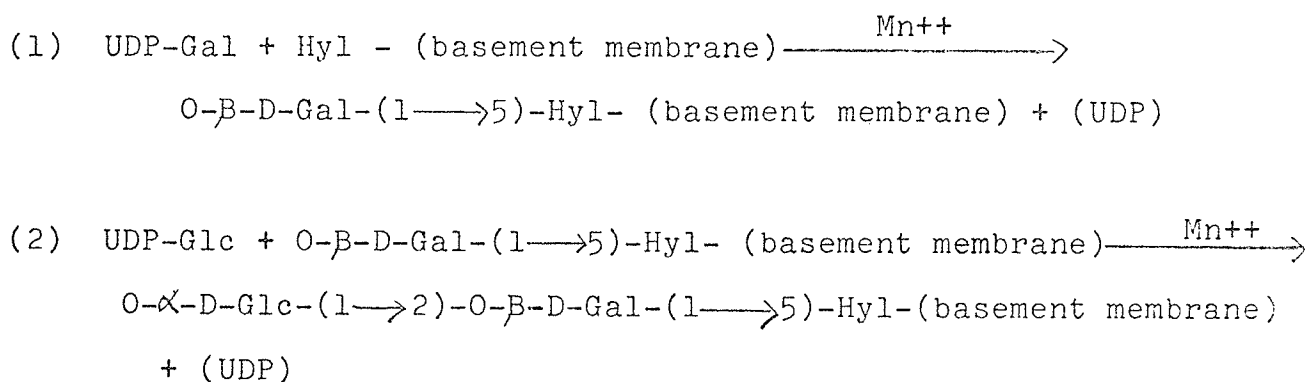 Mn++
(1) UDP-Gal + Hyl - (basement membrane)⟶
O-β-D-Gal-(1⟶5)-Hyl- (basement membrane) + (UDP)
Mn++
(2) UDP-Glc + O-β-D-Gal-(1⟶5)-Hyl- (basement membrane)⟶
O-α-D-Glc-(1⟶2)-O-β-D-Gal-(1⟶5)-Hyl-(basement membrane)
+ (UDP)